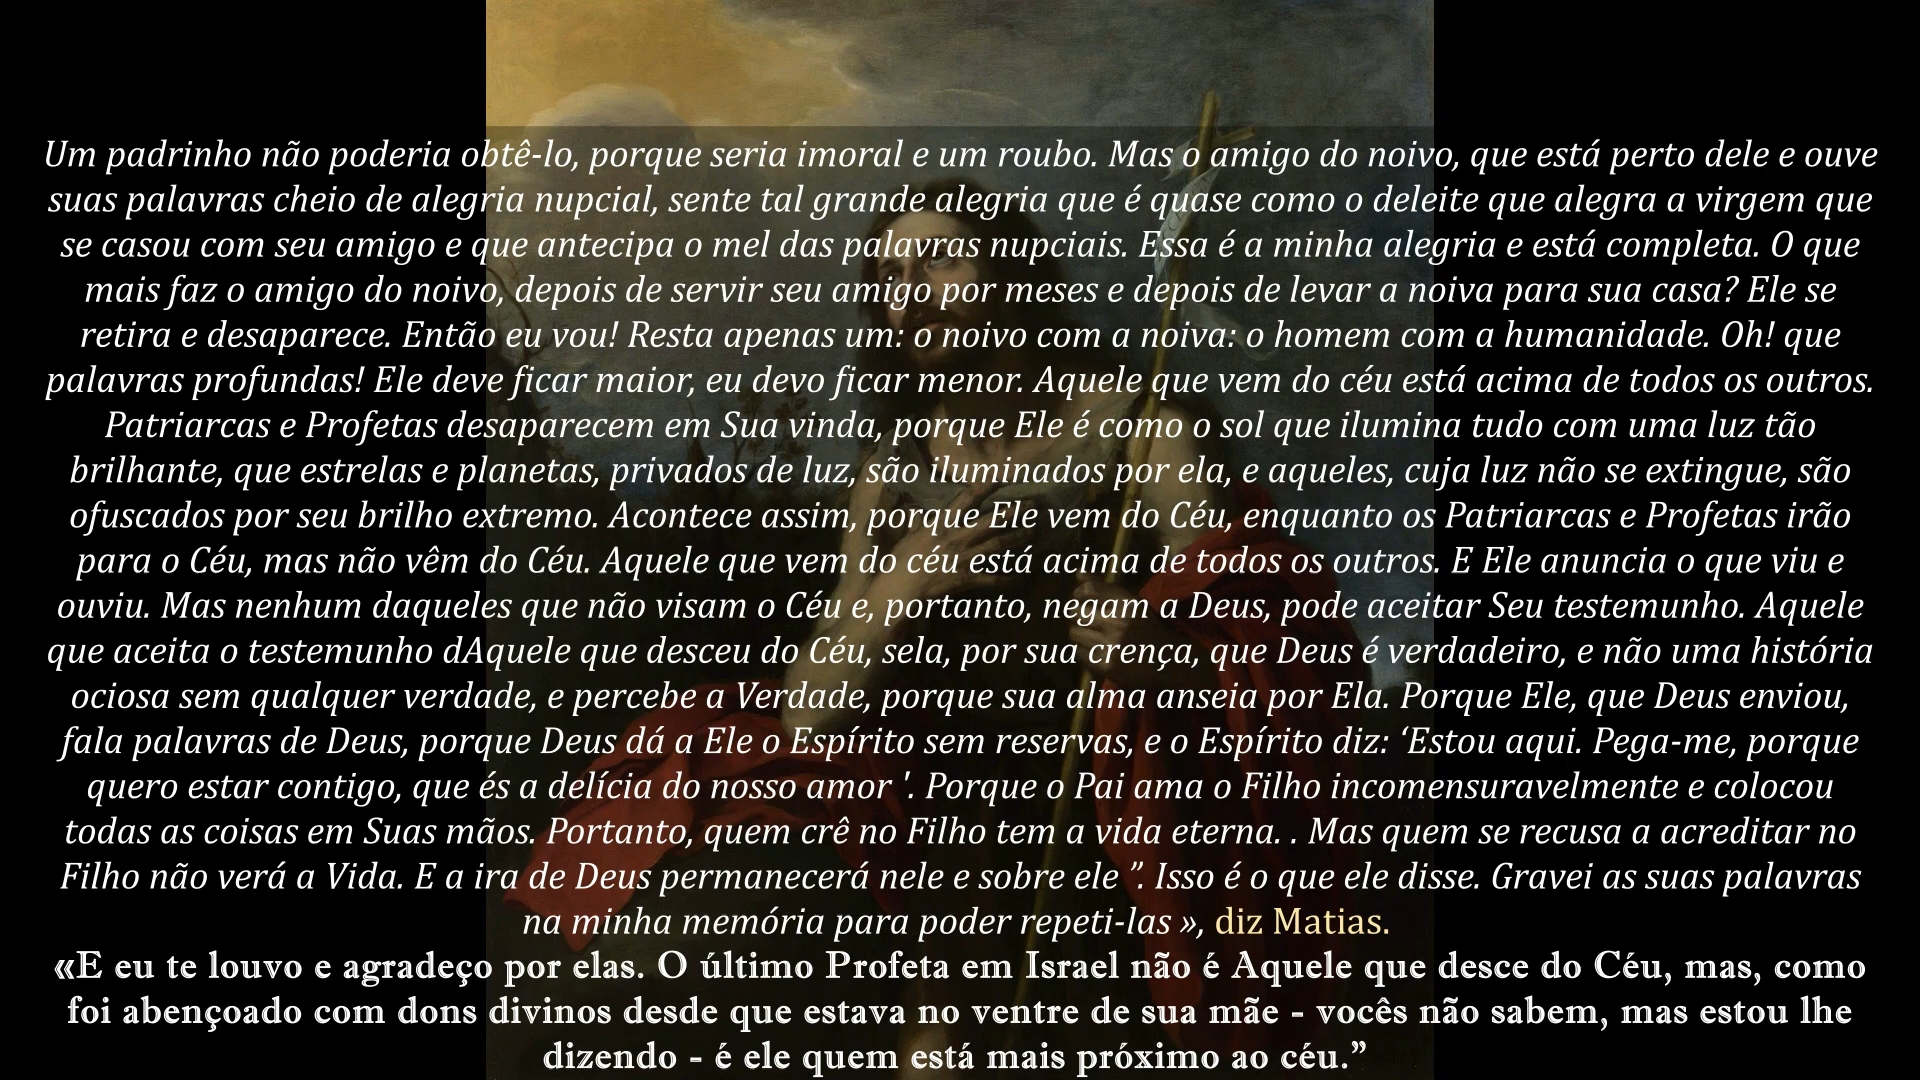 Um padrinho não poderia obtê-lo, porque seria imoral e um roubo. Mas o amigo do noivo, que está perto dele e ouve
suas palavras cheio de alegria nupcial, sente tal grande alegria que é quase como o deleite que alegra a virgem que
se casou com seu amigo e que antecipa o mel das palavras nupciais. Essa é a minha alegria e está completa. O que
mais faz o amigo do noivo, depois de servir seu amigo por meses e depois de levar a noiva para sua casa? Ele se
retira e desaparece. Então eu vou! Resta apenas um: o noivo com a noiva: o homem com a humanidade. Oh! que
palavras profundas! Ele deve ficar maior, eu devo ficar menor. Aquele que vem do céu está acima de todos os outros.
Patriarcas e Profetas desaparecem em Sua vinda, porque Ele é como o sol que ilumina tudo com uma luz tão
brilhante, que estrelas e planetas, privados de luz, são iluminados por ela, e aqueles, cuja luz não se extingue, são
ofuscados por seu brilho extremo. Acontece assim, porque Ele vem do Céu, enquanto os Patriarcas e Profetas irão
para o Céu, mas não vêm do Céu. Aquele que vem do céu está acima de todos os outros. E Ele anuncia o que viu e
ouviu. Mas nenhum daqueles que não visam o Céu e, portanto, negam a Deus, pode aceitar Seu testemunho. Aquele
que aceita o testemunho dAquele que desceu do Céu, sela, por sua crença, que Deus é verdadeiro, e não uma história
ociosa sem qualquer verdade, e percebe a Verdade, porque sua alma anseia por Ela. Porque Ele, que Deus enviou,
fala palavras de Deus, porque Deus dá a Ele o Espírito sem reservas, e o Espírito diz: ‘Estou aqui. Pega-me, porque
quero estar contigo, que és a delícia do nosso amor '. Porque o Pai ama o Filho incomensuravelmente e colocou
todas as coisas em Suas mãos. Portanto, quem crê no Filho tem a vida eterna. . Mas quem se recusa a acreditar no
Filho não verá a Vida. E a ira de Deus permanecerá nele e sobre ele ”. Isso é o que ele disse. Gravei as suas palavras
na minha memória para poder repeti-las », diz Matias.
«E eu te louvo e agradeço por elas. O último Profeta em Israel não é Aquele que desce do Céu, mas, como
foi abençoado com dons divinos desde que estava no ventre de sua mãe - vocês não sabem, mas estou lhe
dizendo - é ele quem está mais próximo ao céu.”